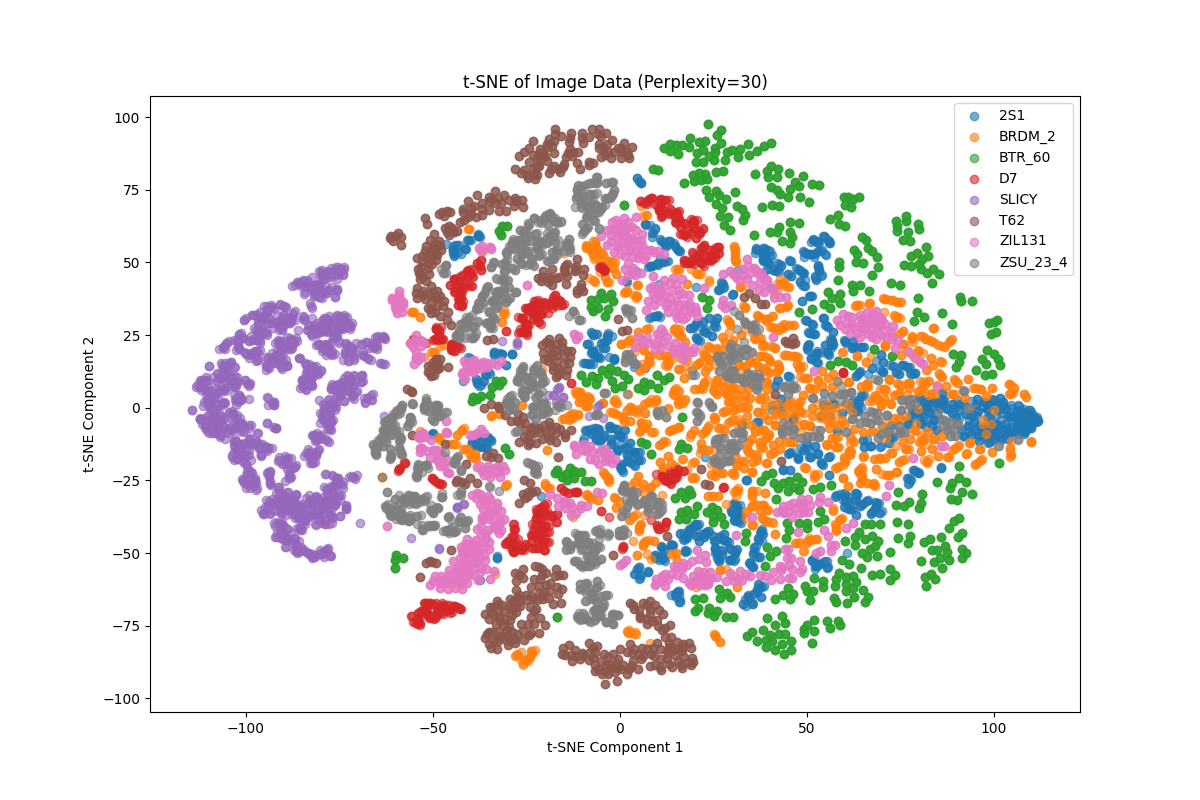 t-SNE of Image Data (Perplexity=30)
2S1
BRDM_2
BTR_60
D7
SLICY
T62
ZIL131
ZSU_23_4
100
75
50
25
0
−25
−50
−75
−100
t-SNE Component 2
−100
−50
0
50
100
t-SNE Component 1